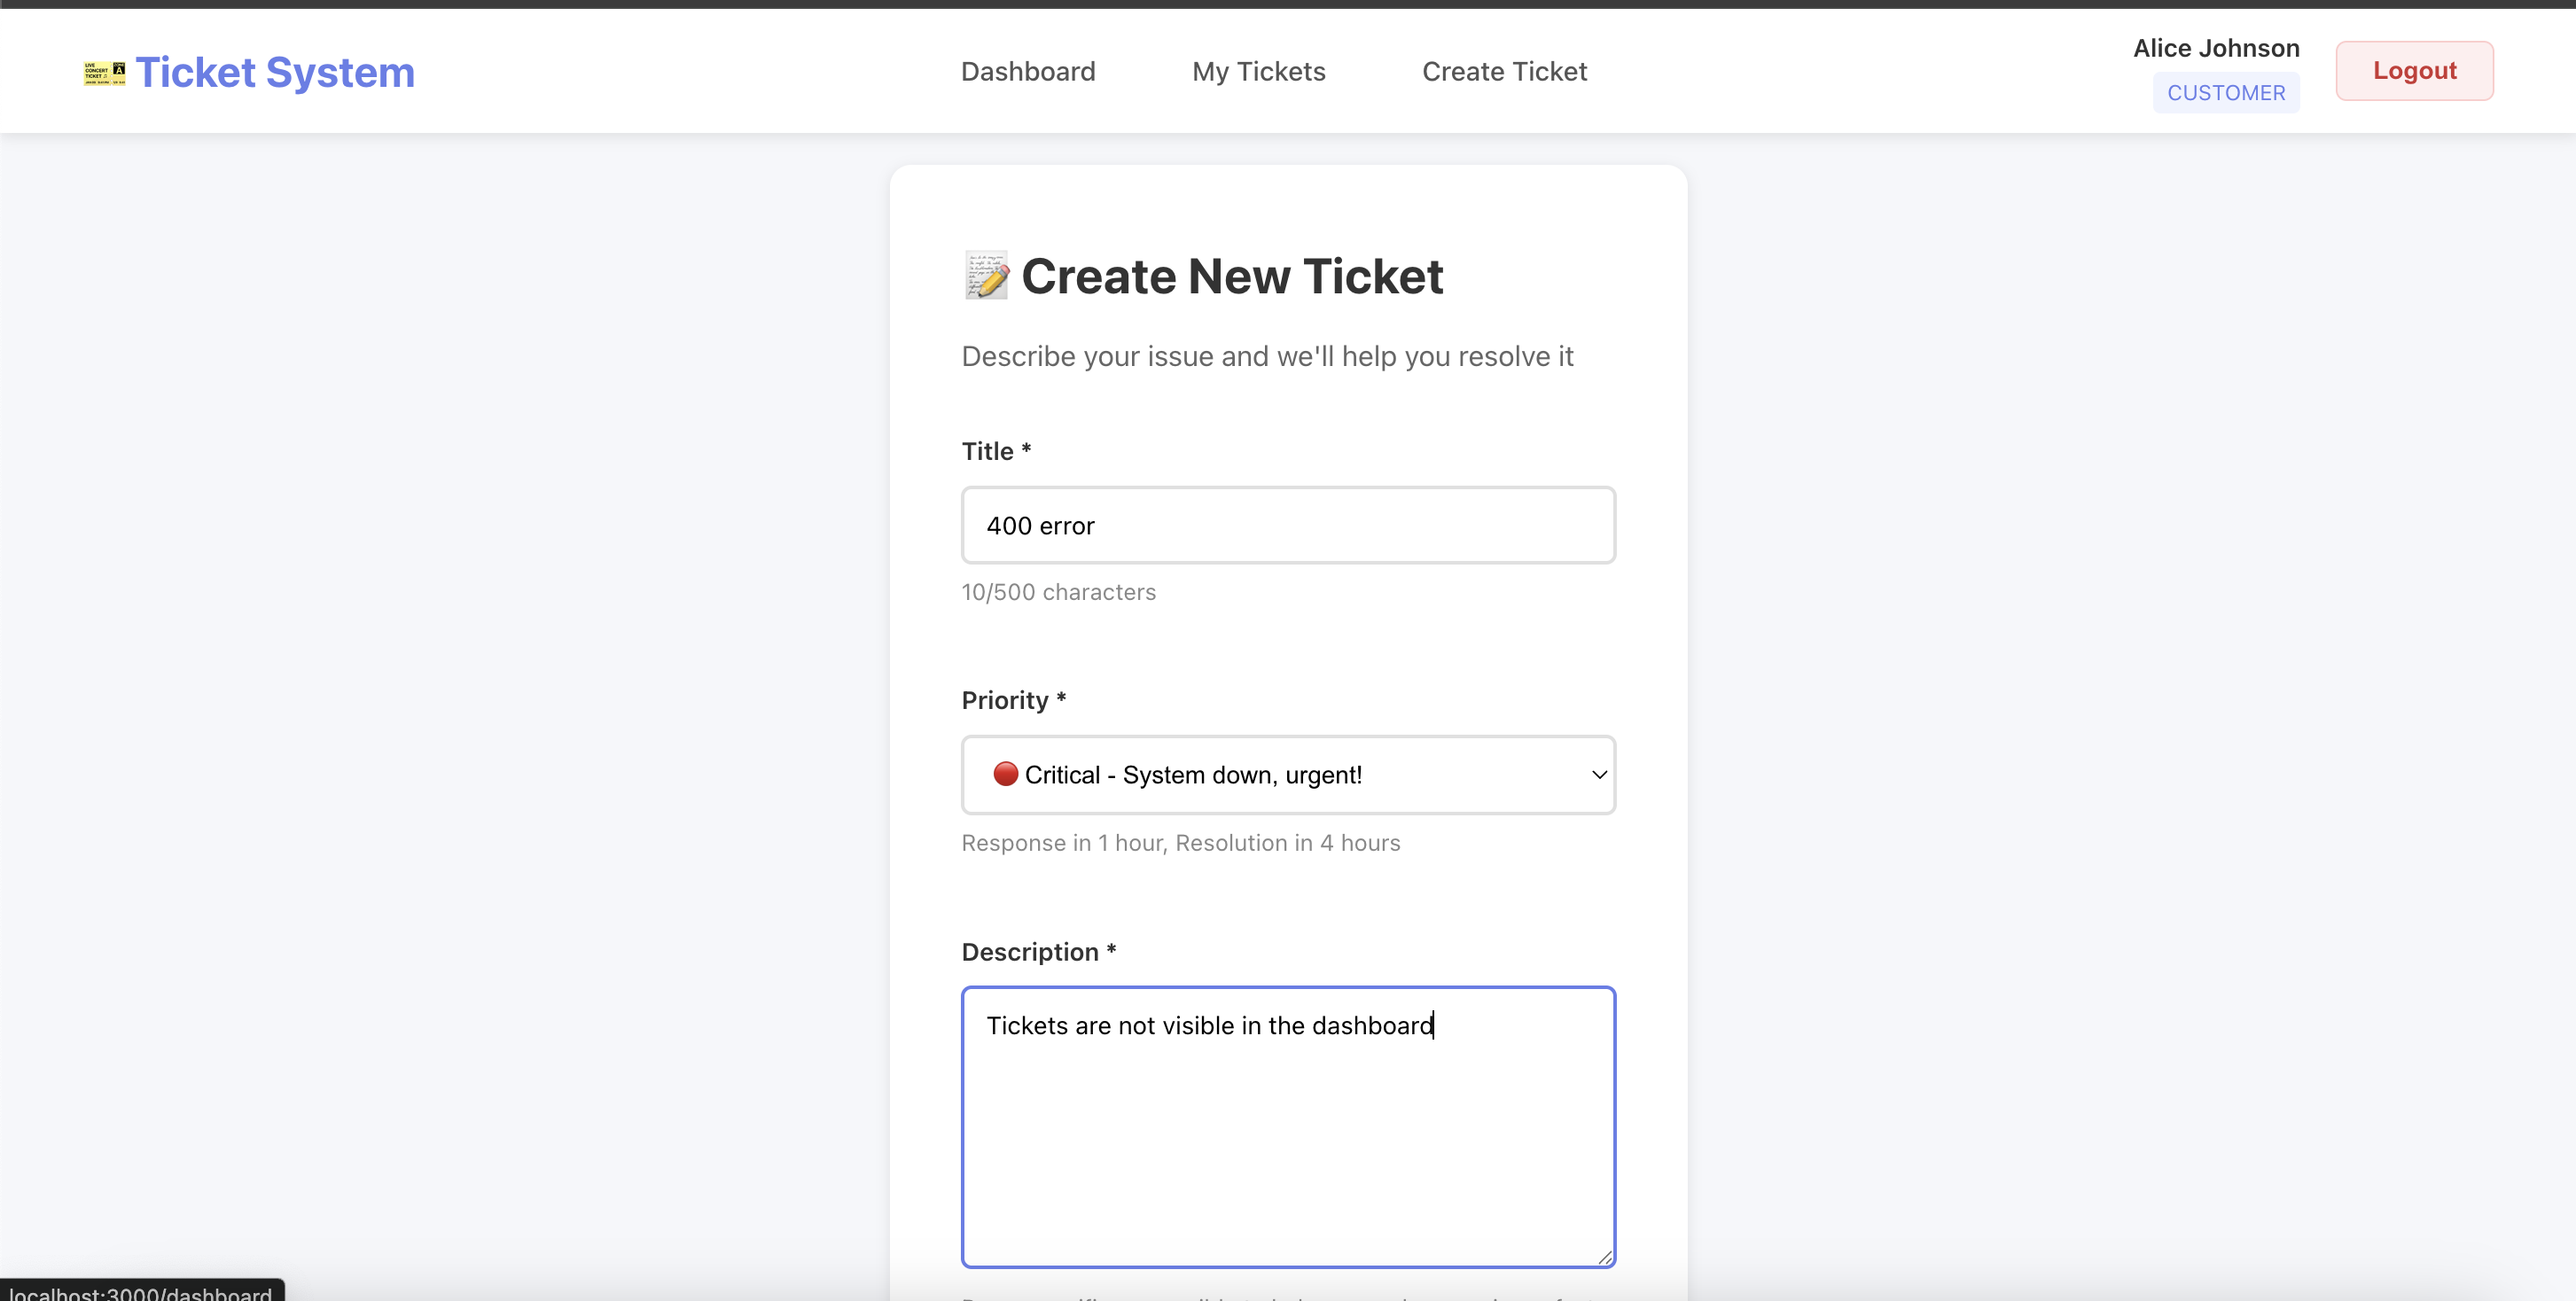 Ticket System
Dashboard
My Tickets
Create Ticket
Alice Johnson
CUSTOMER
Logout
Create New Ticket
Describe your issue and we'll help you resolve it
Title *
400 error
10/500 characters
Priority *
Critical - System down, urgent!
Response in 1 hour, Resolution in 4 hours
Description *
Tickets are not visible in the dashboard
localhost:3000/dashboard